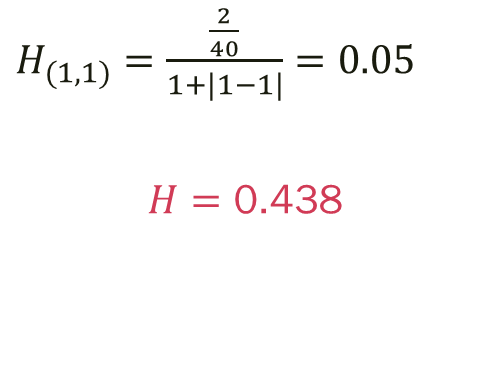 H(1,1) = (2/40)/(1+|1−1|) = 0.05
H = 0.438